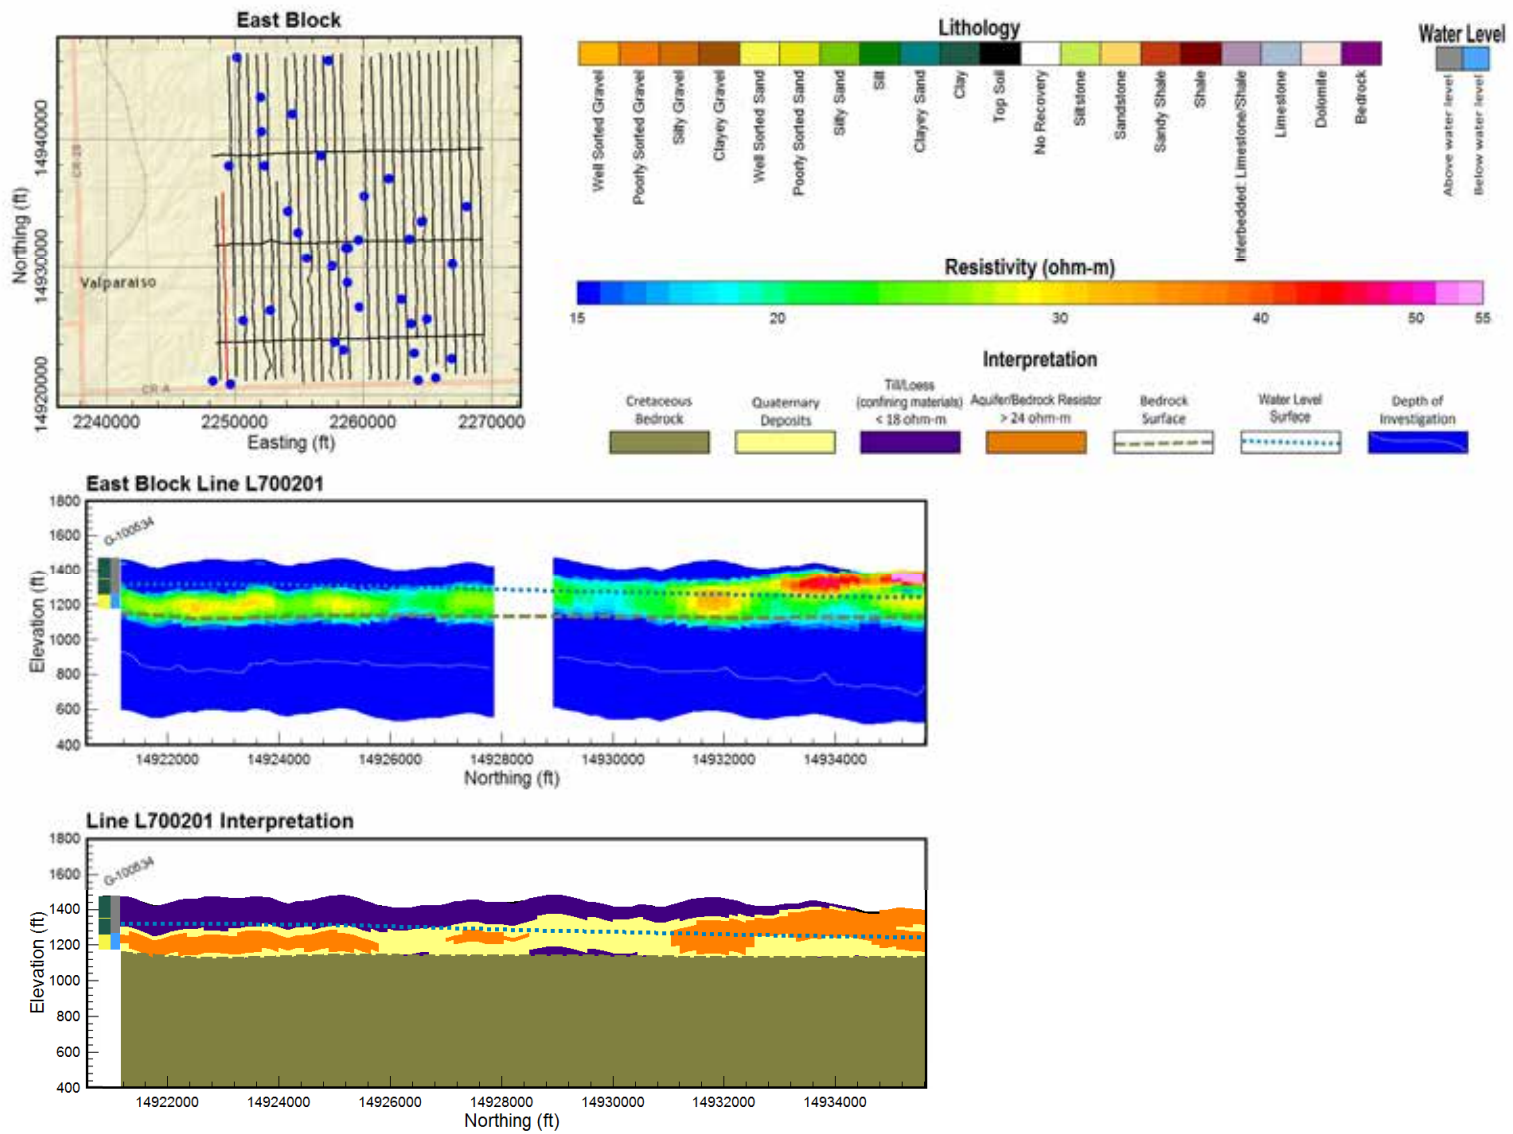 East Block
Northing (ft)
14940000
14930000
14920000
CR-29
Valparaiso
CR A
2240000 2250000 2260000 2270000
Easting (ft)
Lithology
Well Sorted Gravel
Poorly Sorted Gravel
Silty Gravel
Clayey Gravel
Well Sorted Sand
Poorly Sorted Sand
Silty Sand
Silt
Clayey Sand
Clay
Top Soil
No Recovery
Siltstone
Sandstone
Sandy Shale
Shale
Interbedded: Limestone/Shale
Limestone
Dolomite
Bedrock
Water Level
Above water level
Below water level
Resistivity (ohm-m)
15 20 30 40 50 55
Interpretation
Cretaceous
Bedrock
Quaternary
Deposits
Till/Loess
(confining materials)
< 18 ohm-m
Aquifer/Bedrock Resistor
> 24 ohm-m
Bedrock
Surface
Water Level
Surface
Depth of
Investigation
East Block Line L700201
Elevation (ft)
1800
1600
1400
1200
1000
800
600
400
G-100534
14922000 14924000 14926000 14928000 14930000 14932000 14934000
Northing (ft)
Line L700201 Interpretation
Elevation (ft)
1800
1600
1400
1200
1000
800
600
400
G-100534
14922000 14924000 14926000 14928000 14930000 14932000 14934000
Northing (ft)